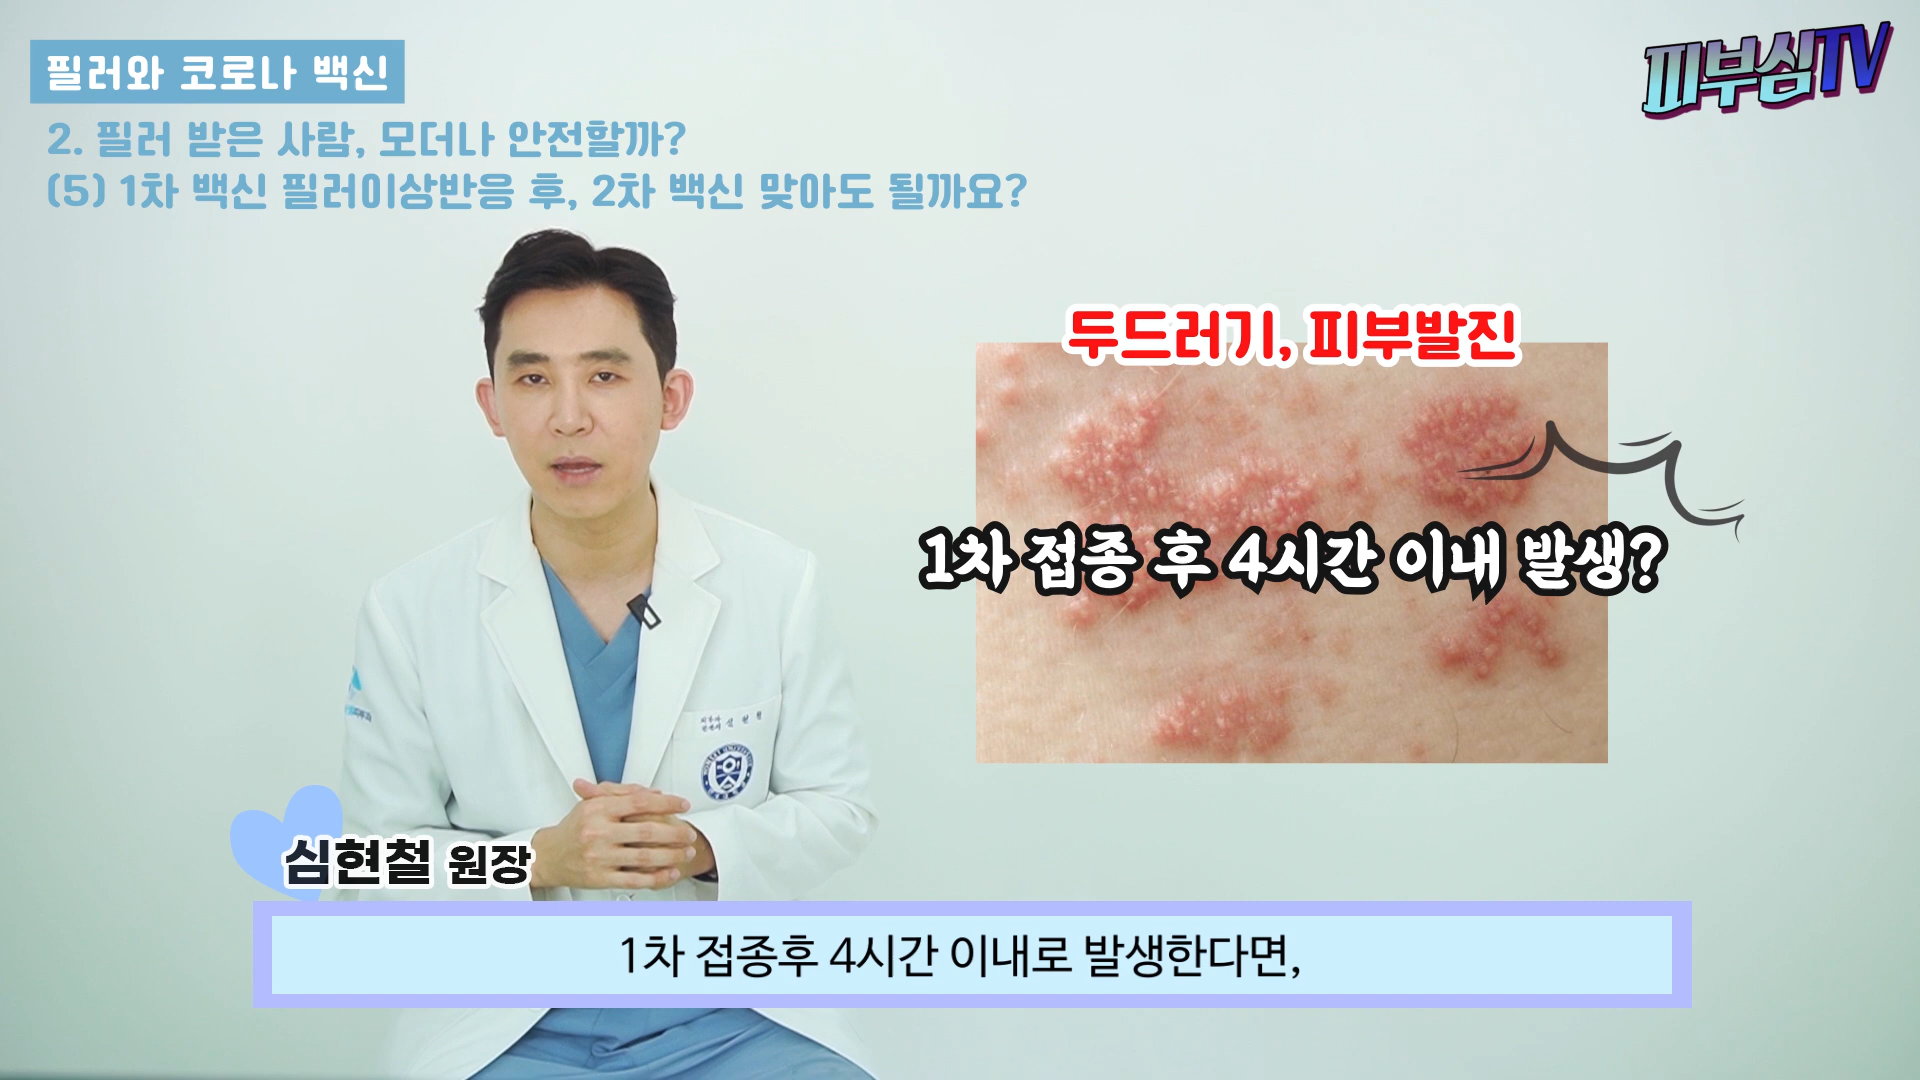 필러와 코로나 백신
피부심TV
2. 필러 받은 사람, 모더나 안전할까?
(5) 1차 백신 필러이상반응 후, 2차 백신 맞아도 될까요?
두드러기, 피부발진
1차 접종 후 4시간 이내 발생?
심현철
심현철 원장
1차 접종후 4시간 이내로 발생한다면,